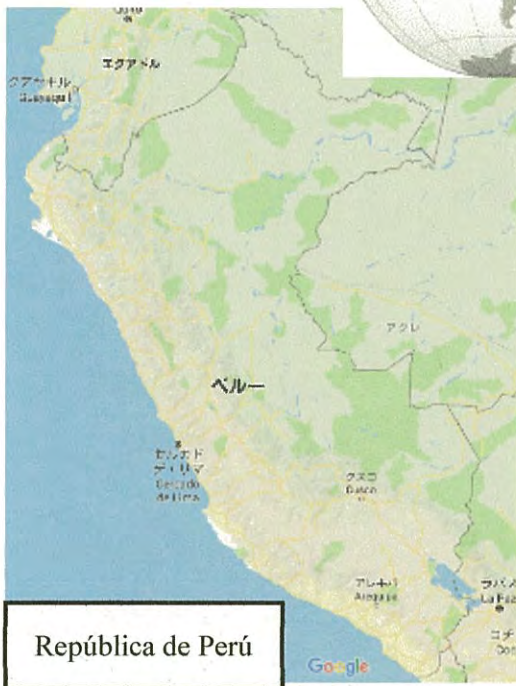 エクアドル
グアヤキル
Guayaquil
アクレ
ペルー
セルカド
デ・リマ
Cercado
de Lima
クスコ
Cusco
アレキパ
Arequipa
ラパス
La Paz
República de Perú
Google